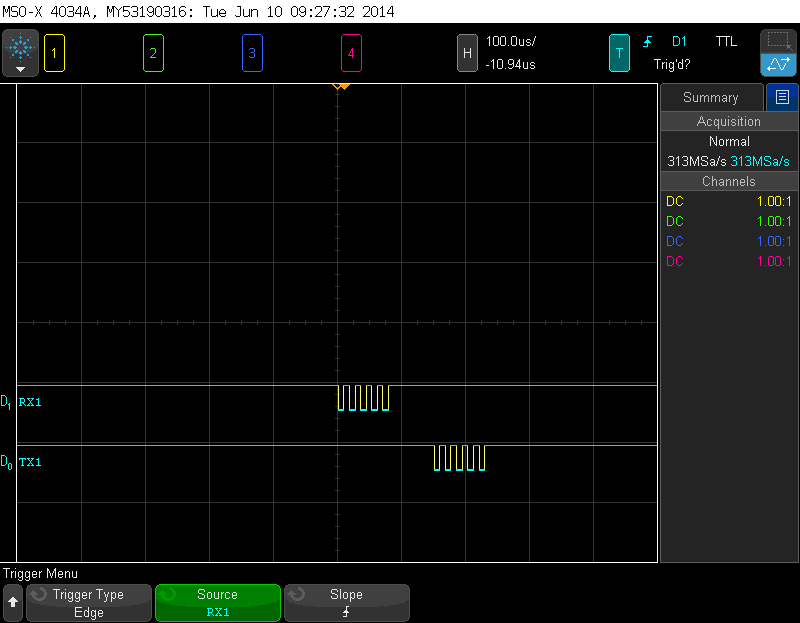 MSO-X 4034A, MY53190316: Tue Jun 10 09:27:32 2014
1
2
3
4
H
100.0us/
-10.94us
T
D1
TTL
Trig'd?
Summary
Acquisition
Normal
313MSa/s 313MSa/s
Channels
DC 1.00:1
DC 1.00:1
DC 1.00:1
DC 1.00:1
D1 RX1
D0 TX1
Trigger Menu
Trigger Type
Edge
Source
RX1
Slope